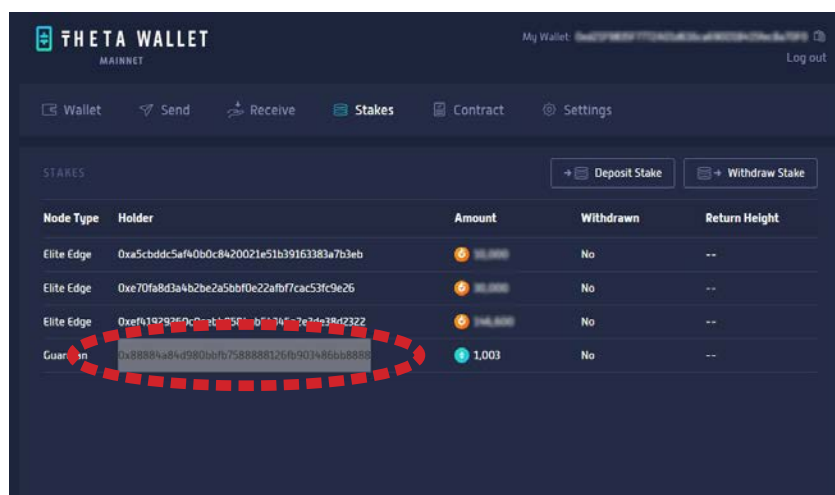 THETA WALLET
MAINNET
My Wallet:
Log out
Wallet Send Receive Stakes Contract Settings
STAKES Deposit Stake Withdraw Stake
Node Type Holder Amount Withdrawn Return Height
Elite Edge 0xa5cbddc5af40b0c8420021e51b39163383a7b3eb No --
Elite Edge 0xe70fa8d3a4b2be2a5bbf0e22afbf7cac53fc9e26 No --
Elite Edge No --
Guardian 0x88884a84d980bbfb7588888126fb903486bb8888 1,003 No --